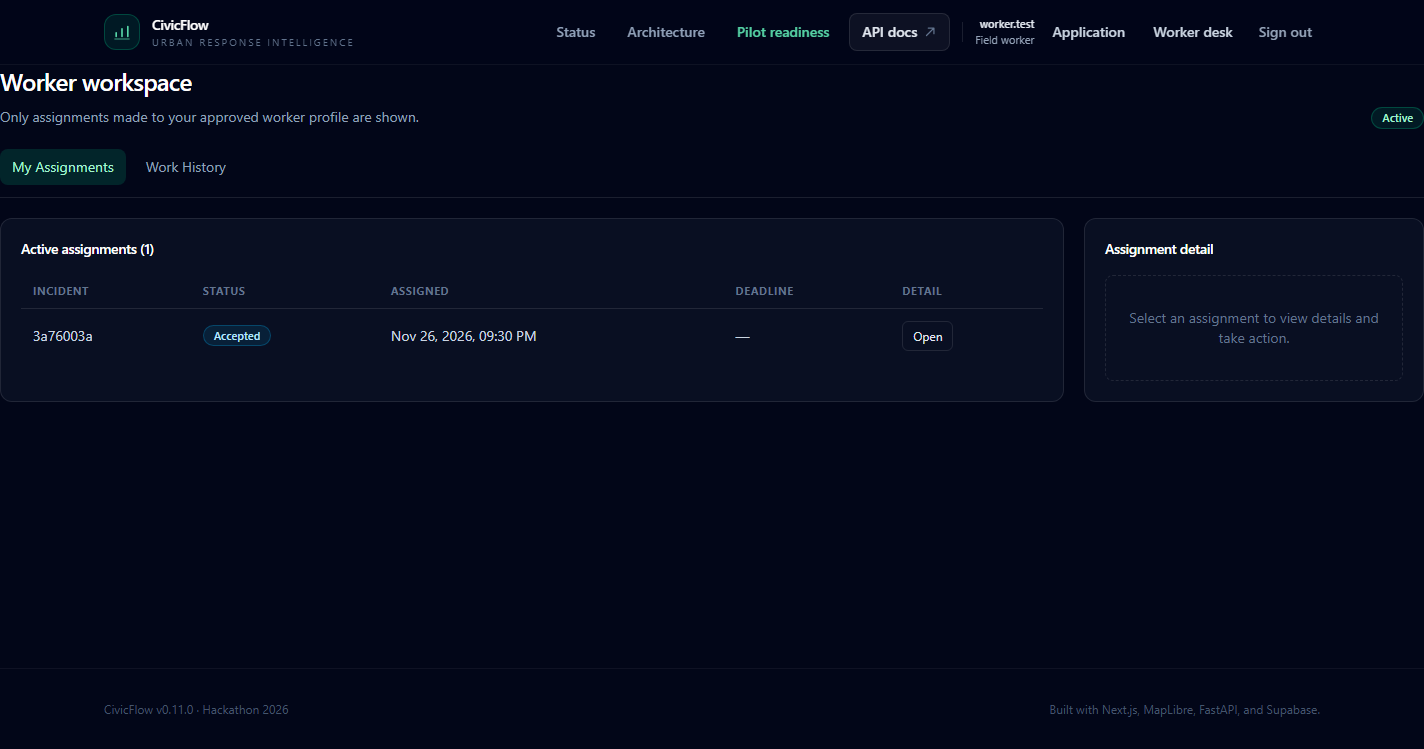 CivicFlow
URBAN RESPONSE INTELLIGENCE
Status Architecture Pilot readiness API docs ↗ worker.test Application Worker desk Sign out
Field worker
Worker workspace
Only assignments made to your approved worker profile are shown.
Active
My Assignments Work History
Active assignments (1)
INCIDENT STATUS ASSIGNED DEADLINE DETAIL
3a76003a Accepted Nov 26, 2026, 09:30 PM — Open
Assignment detail
Select an assignment to view details and
take action.
CivicFlow v0.11.0 · Hackathon 2026
Built with Next.js, MapLibre, FastAPI, and Supabase.